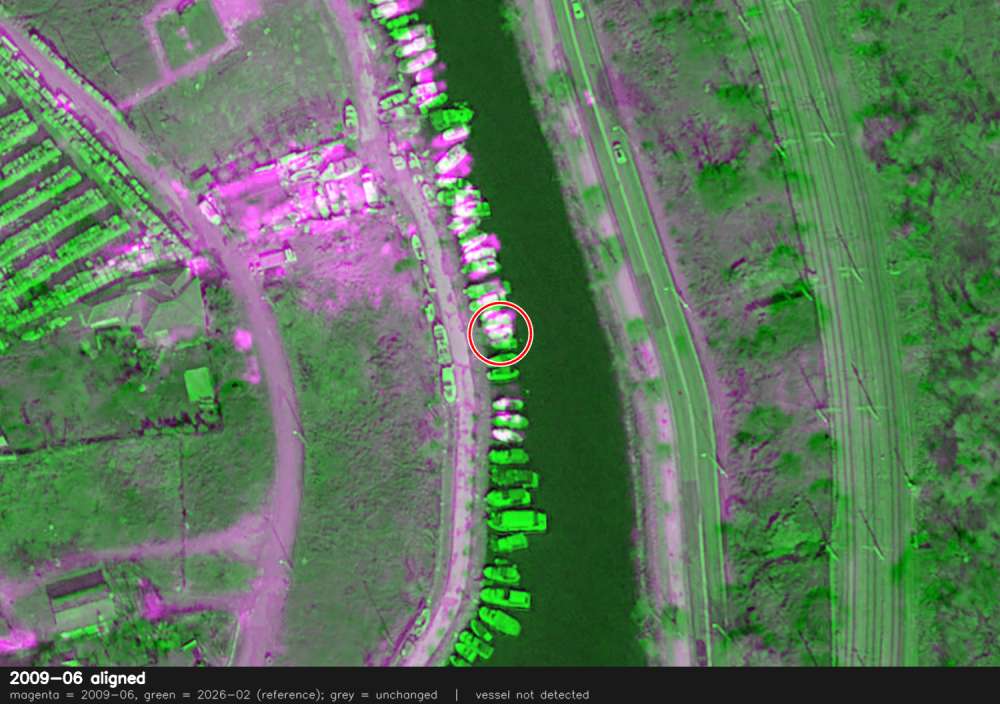 2009-06 aligned
magenta = 2009-06, green = 2026-02 (reference); grey = unchanged | vessel not detected